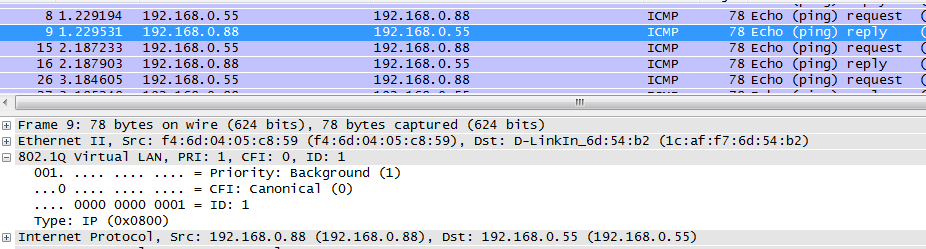 8 1.229194 192.168.0.55 192.168.0.88 ICMP 78 Echo (ping) request (
9 1.229531 192.168.0.88 192.168.0.55 ICMP 78 Echo (ping) reply (
15 2.187233 192.168.0.55 192.168.0.88 ICMP 78 Echo (ping) request (
16 2.187903 192.168.0.88 192.168.0.55 ICMP 78 Echo (ping) reply (
26 3.184605 192.168.0.55 192.168.0.88 ICMP 78 Echo (ping) request (
Frame 9: 78 bytes on wire (624 bits), 78 bytes captured (624 bits)
Ethernet II, Src: f4:6d:04:05:c8:59 (f4:6d:04:05:c8:59), Dst: D-LinkIn_6d:54:b2 (1c:af:f7:6d:54:b2)
802.1Q Virtual LAN, PRI: 1, CFI: 0, ID: 1
001. .... .... .... = Priority: Background (1)
...0 .... .... .... = CFI: Canonical (0)
.... 0000 0000 0001 = ID: 1
Type: IP (0x0800)
Internet Protocol, Src: 192.168.0.88 (192.168.0.88), Dst: 192.168.0.55 (192.168.0.55)